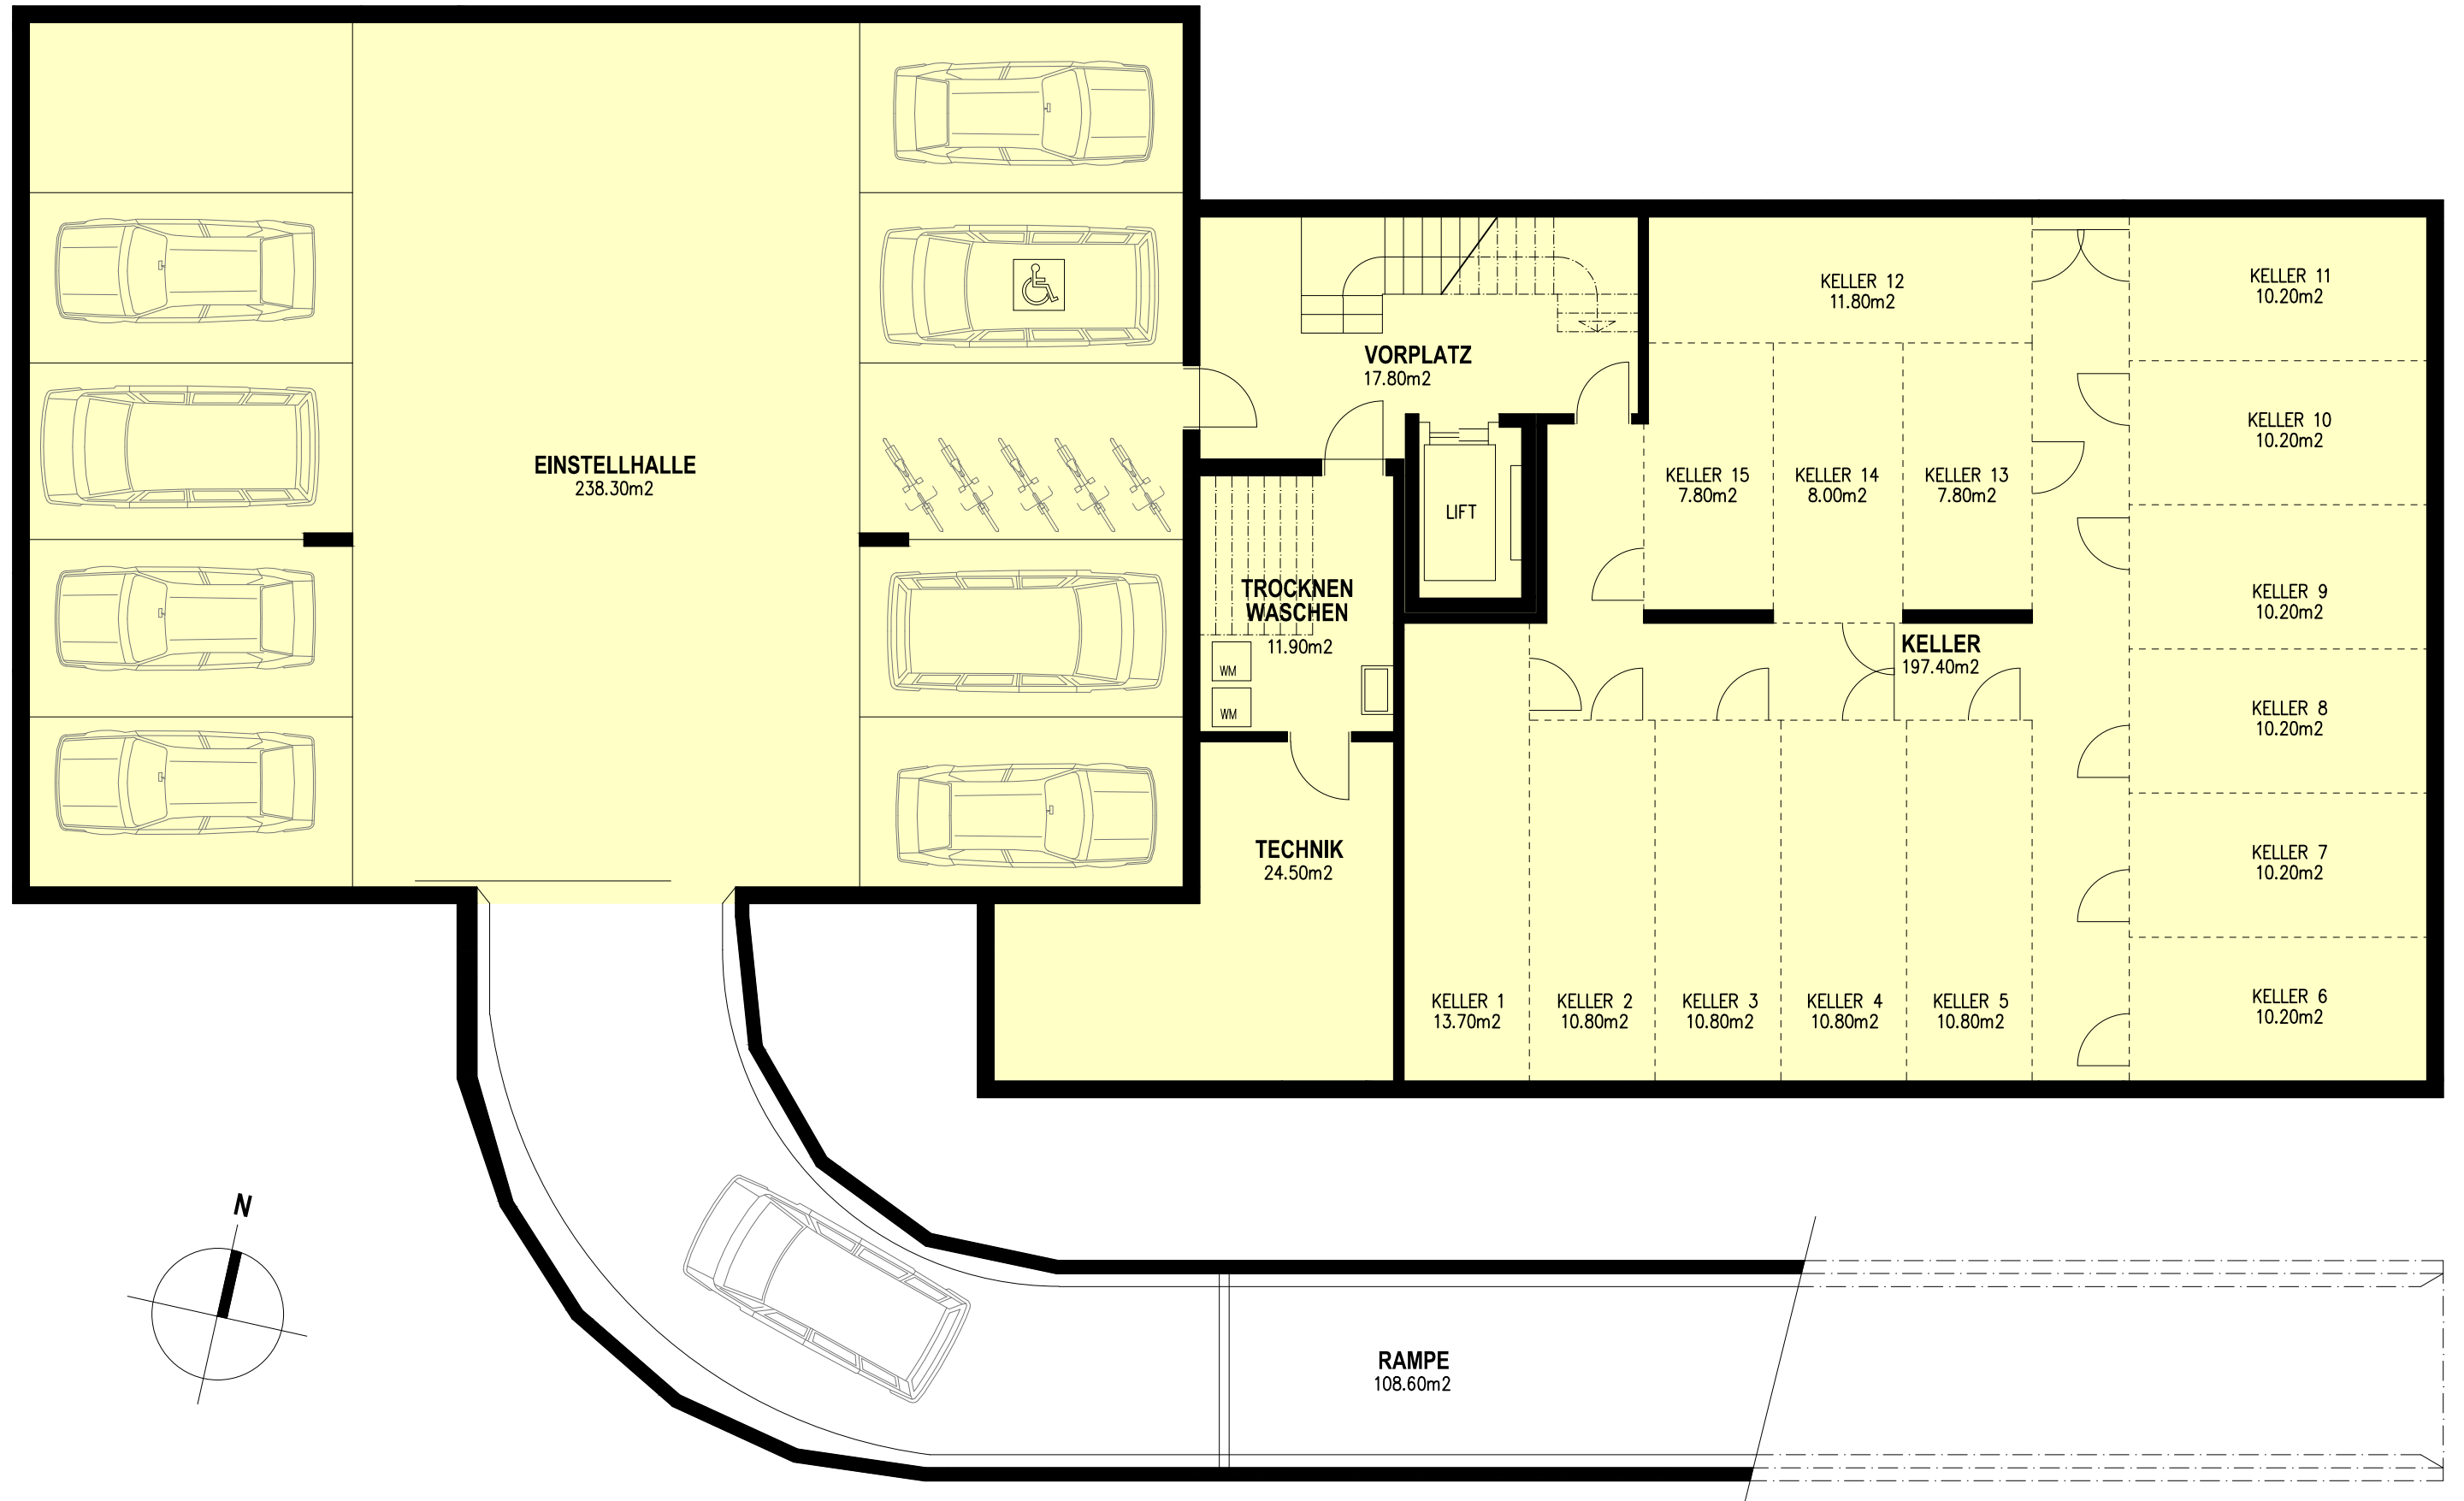 EINSTELLHALLE
238.30m2
VORPLATZ
17.80m2
LIFT
TROCKNEN
WASCHEN
11.90m2
WM
WM
TECHNIK
24.50m2
KELLER 12
11.80m2
KELLER 11
10.20m2
KELLER 10
10.20m2
KELLER 15
7.80m2
KELLER 14
8.00m2
KELLER 13
7.80m2
KELLER 9
10.20m2
KELLER
197.40m2
KELLER 8
10.20m2
KELLER 7
10.20m2
KELLER 1
13.70m2
KELLER 2
10.80m2
KELLER 3
10.80m2
KELLER 4
10.80m2
KELLER 5
10.80m2
KELLER 6
10.20m2
N
RAMPE
108.60m2